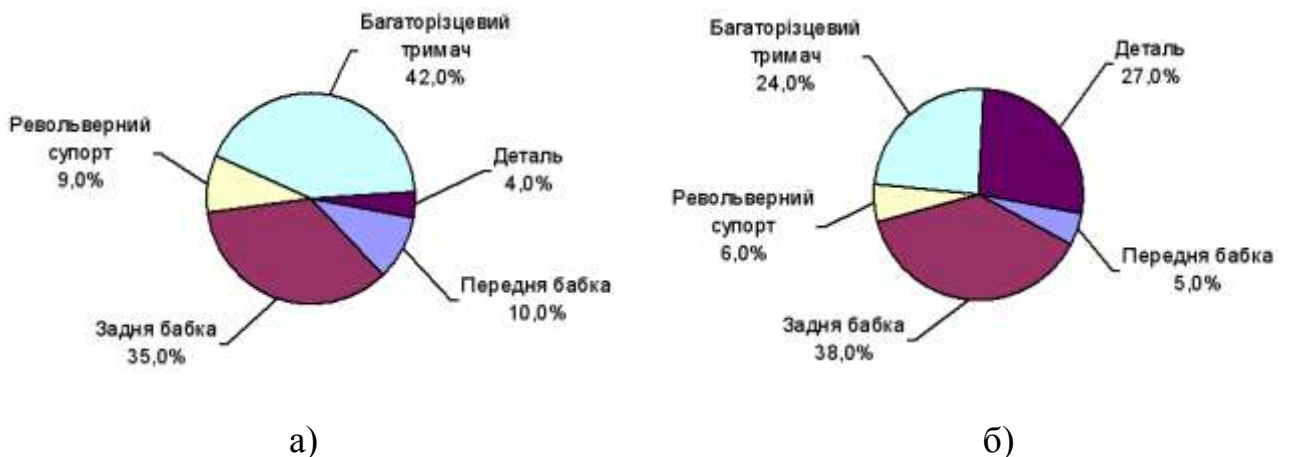 Багаторізцевий
тримач
42,0%
Револьверний
супорт
9,0%
Деталь
4,0%
Передня бабка
10,0%
Задня бабка
35,0%
а)
Багаторізцевий
тримач
24,0%
Деталь
27,0%
Револьверний
супорт
6,0%
Передня бабка
5,0%
Задня бабка
38,0%
б)